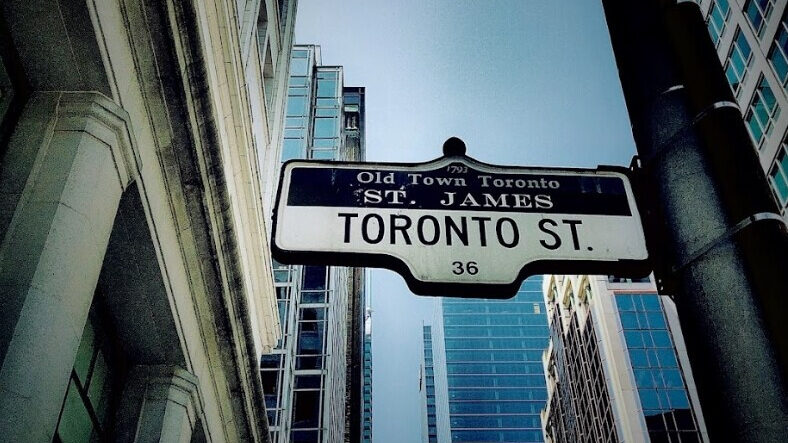 1793
Old Town Toronto
ST. JAMES
TORONTO ST.
36